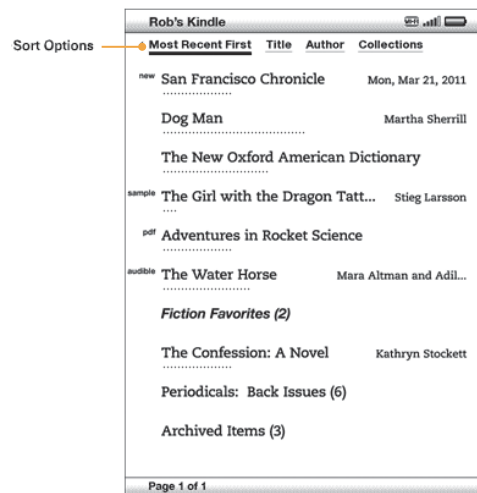 Rob's Kindle
Sort Options
Most Recent First Title Author Collections
new San Francisco Chronicle Mon, Mar 21, 2011
Dog Man Martha Sherrill
The New Oxford American Dictionary
sample The Girl with the Dragon Tatt... Stieg Larsson
pdf Adventures in Rocket Science
audible The Water Horse Mara Altman and Adil...
Fiction Favorites (2)
The Confession: A Novel Kathryn Stockett
Periodicals: Back Issues (6)
Archived Items (3)
Page 1 of 1